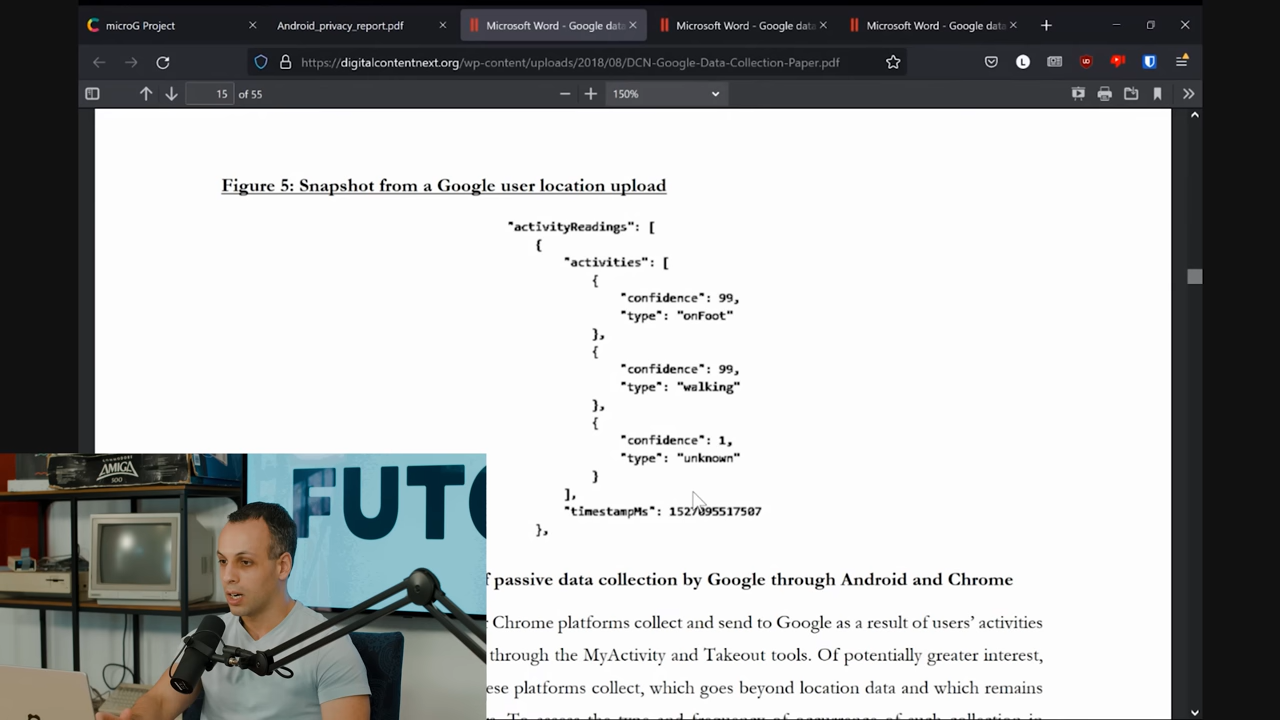 microG Project
Android_privacy_report.pdf
Microsoft Word - Google dat
Microsoft Word - Google data
Microsoft Word - Google data
https://digitalcontentnext.org/wp-content/uploads/2018/08/DCN-Google-Data-Collection-Paper.pdf
15 of 55
150%
Figure 5: Snapshot from a Google user location upload
"activityReadings": [
{
"activities": [
{
"confidence": 99,
"type": "onFoot"
},
{
"confidence": 99,
"type": "walking"
},
{
"confidence": 1,
"type": "unknown"
}
],
"timestampMs": 1527095517507
},
f passive data collection by Google through Android and Chrome
Chrome platforms collect and send to Google as a result of users' activities
through the MyActivity and Takeout tools. Of potentially greater interest,
ese platforms collect, which goes beyond location data and which remains
AMIGA
500
FUTO